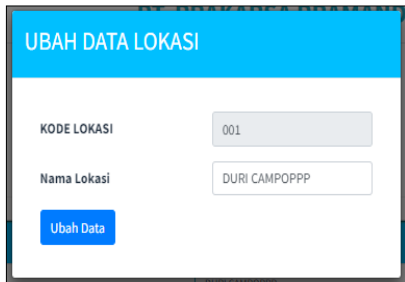 UBAH DATA LOKASI
KODE LOKASI 001
Nama Lokasi DURI CAMPOPPP
Ubah Data